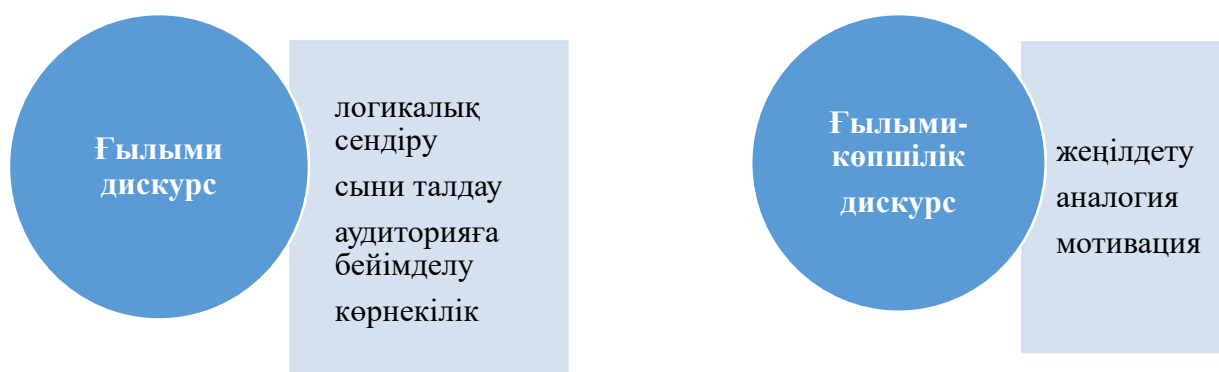 Ғылыми
дискурс
логикалық
сендіру
сыни талдау
аудиторияға
бейімделу
көрнекілік
Ғылыми-
көпшілік
дискурс
жеңілдету
аналогия
мотивация